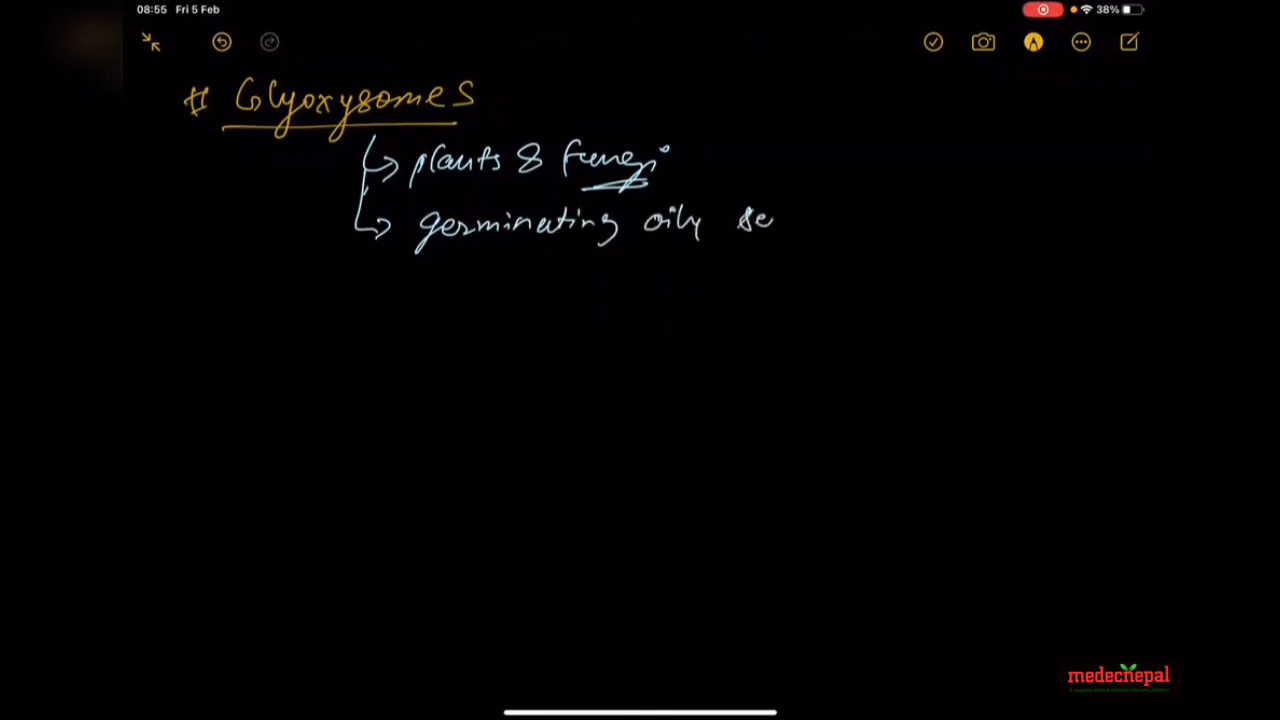 08:55 Fri 5 Feb
38%
# Glyoxysomes
↳ plants & fungi
↳ germinating oily se
medecnepal